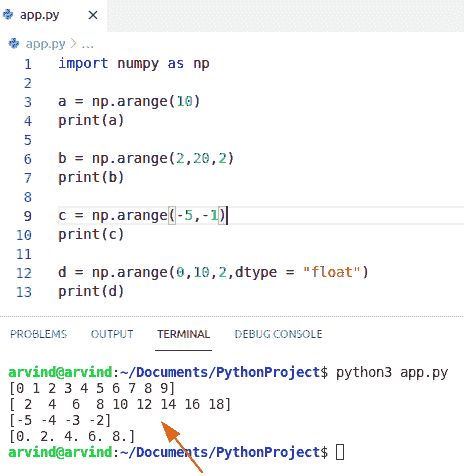 app.py
app.py > ...
1 import numpy as np
2
3 a = np.arange(10)
4 print(a)
5
6 b = np.arange(2,20,2)
7 print(b)
8
9 c = np.arange(-5,-1)
10 print(c)
11
12 d = np.arange(0,10,2,dtype = "float")
13 print(d)
PROBLEMS OUTPUT TERMINAL DEBUG CONSOLE
arvind@arvind:~/Documents/PythonProject$ python3 app.py
[0 1 2 3 4 5 6 7 8 9]
[ 2  4  6  8 10 12 14 16 18]
[-5 -4 -3 -2]
[0. 2. 4. 6. 8.]
arvind@arvind:~/Documents/PythonProject$